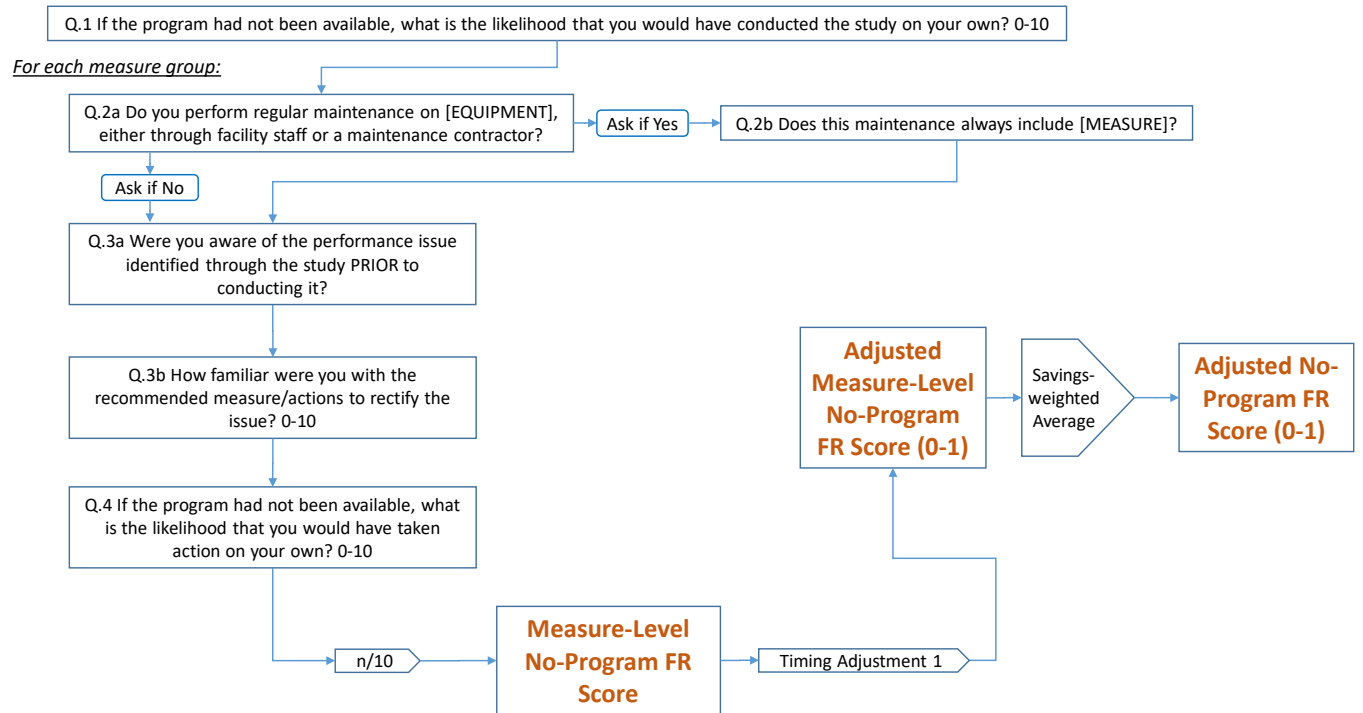 Q.1 If the program had not been available, what is the likelihood that you would have conducted the study on your own? 0-10
For each measure group:
Q.2a Do you perform regular maintenance on [EQUIPMENT],
either through facility staff or a maintenance contractor?
Ask if Yes
Q.2b Does this maintenance always include [MEASURE]?
Ask if No
Q.3a Were you aware of the performance issue
identified through the study PRIOR to
conducting it?
Q.3b How familiar were you with the
recommended measure/actions to rectify the
issue? 0-10
Q.4 If the program had not been available, what
is the likelihood that you would have taken
action on your own? 0-10
n/10
Measure-Level
No-Program FR
Score
Timing Adjustment 1
Adjusted
Measure-Level
No-Program
FR Score (0-1)
Savings-
weighted
Average
Adjusted No-
Program FR
Score (0-1)